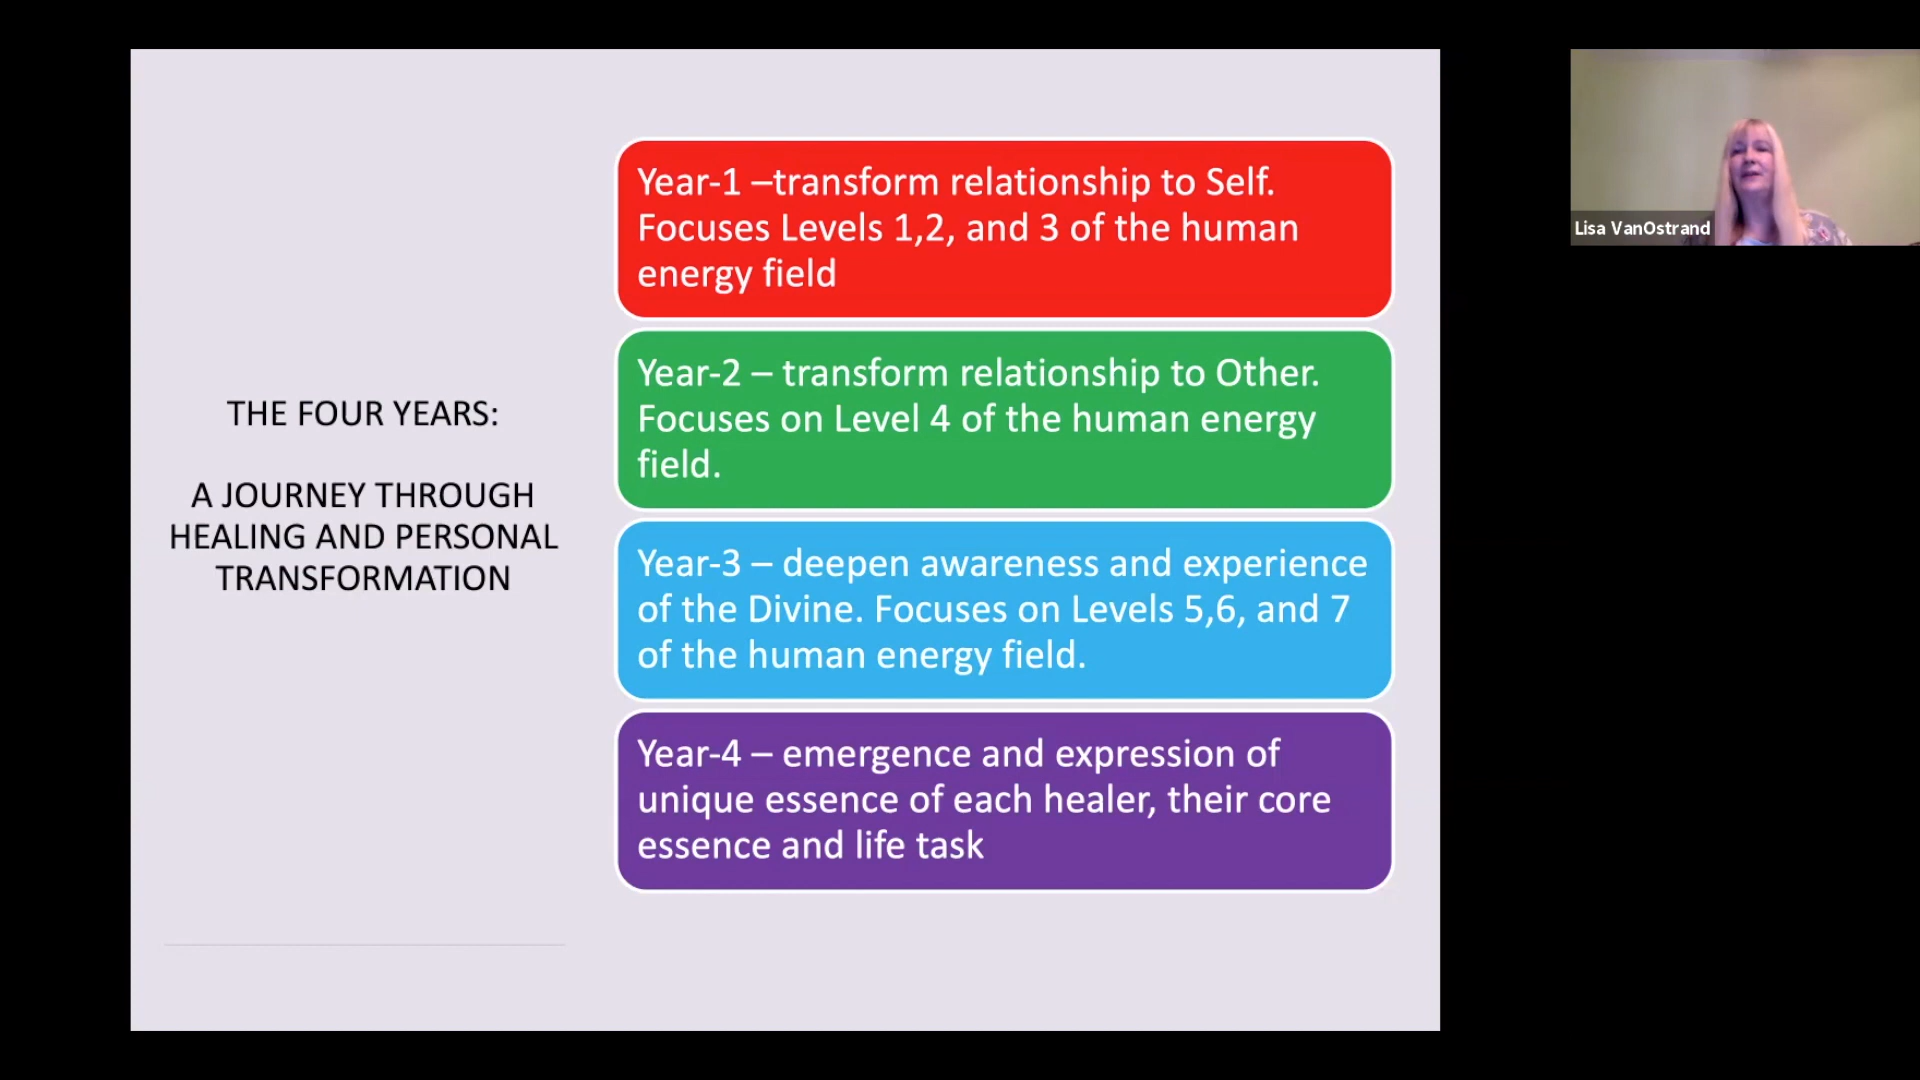 THE FOUR YEARS:
A JOURNEY THROUGH
HEALING AND PERSONAL
TRANSFORMATION
Year-1 –transform relationship to Self.
Focuses Levels 1,2, and 3 of the human
energy field
Year-2 – transform relationship to Other.
Focuses on Level 4 of the human energy
field.
Year-3 – deepen awareness and experience
of the Divine. Focuses on Levels 5,6, and 7
of the human energy field.
Year-4 – emergence and expression of
unique essence of each healer, their core
essence and life task
Lisa VanOstrand